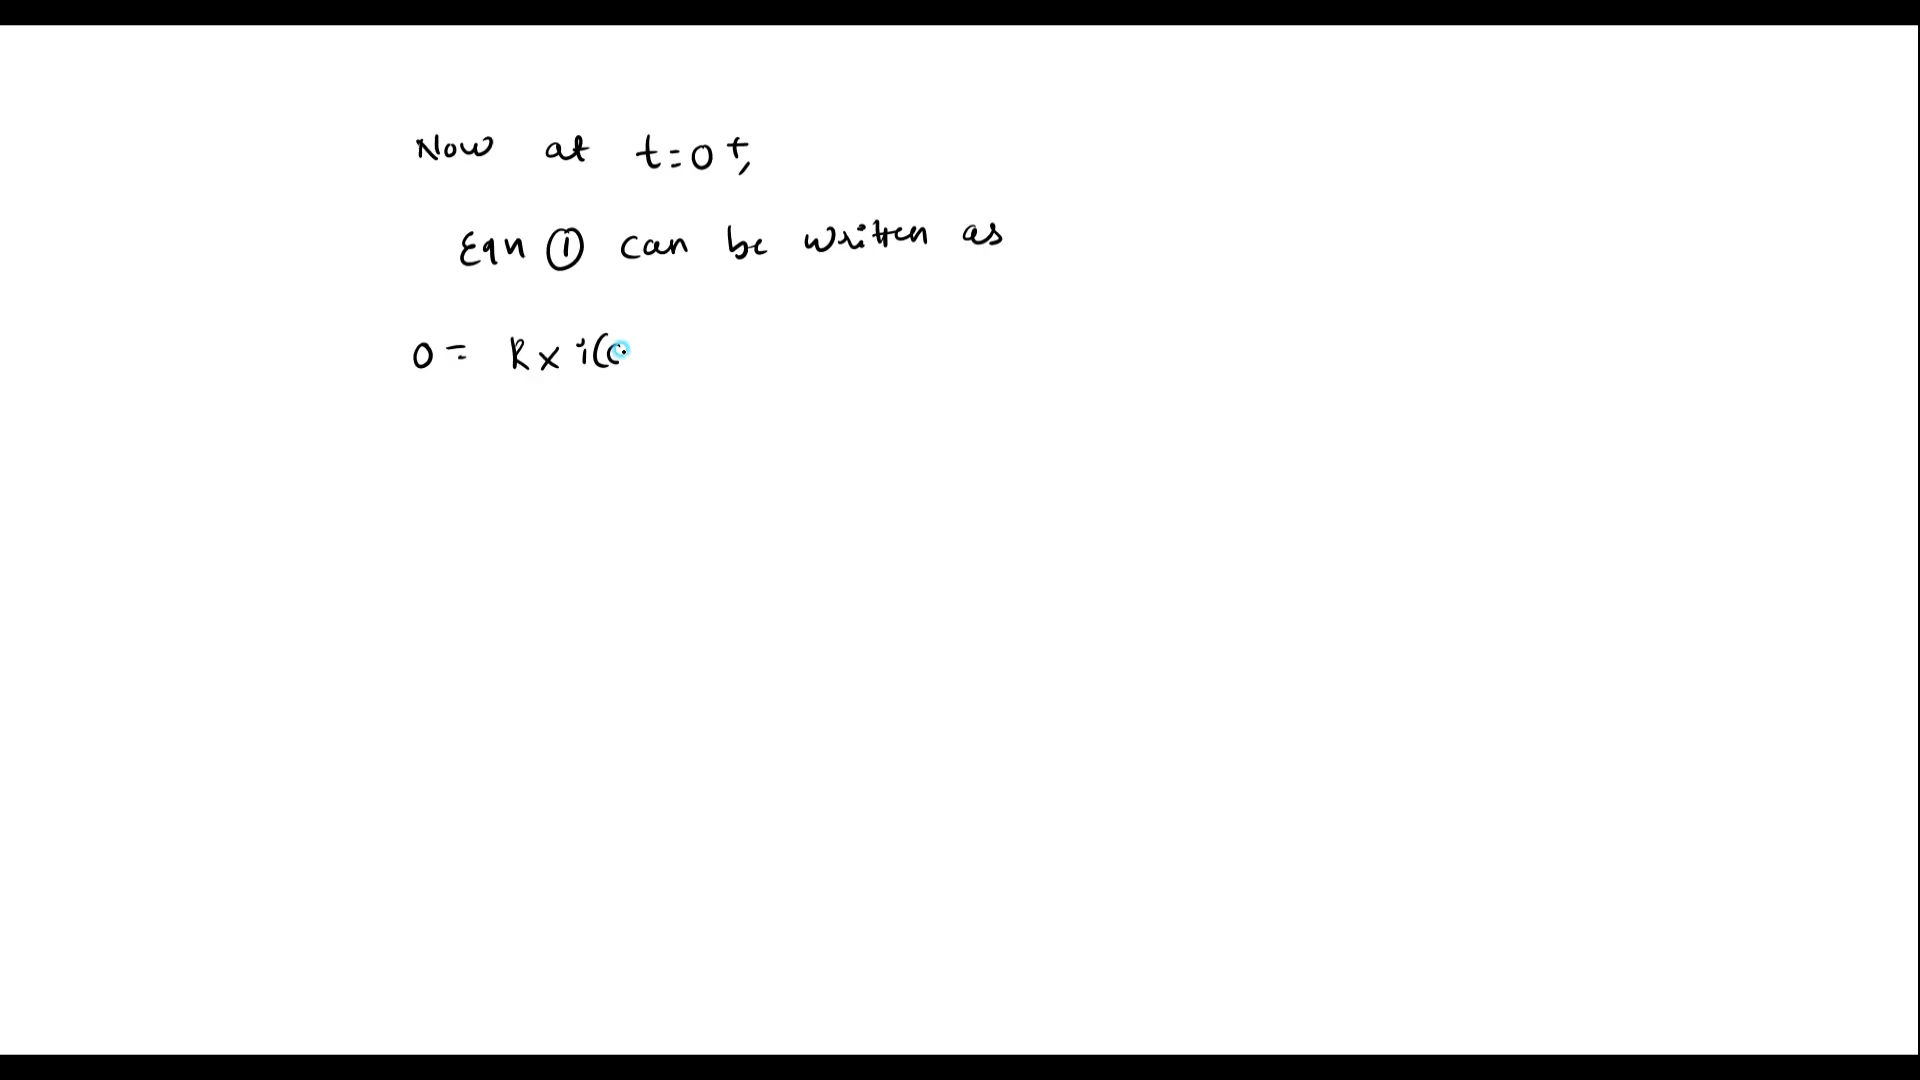 Now at t=0+,
Eqn ① can be written as
0 = R× i(